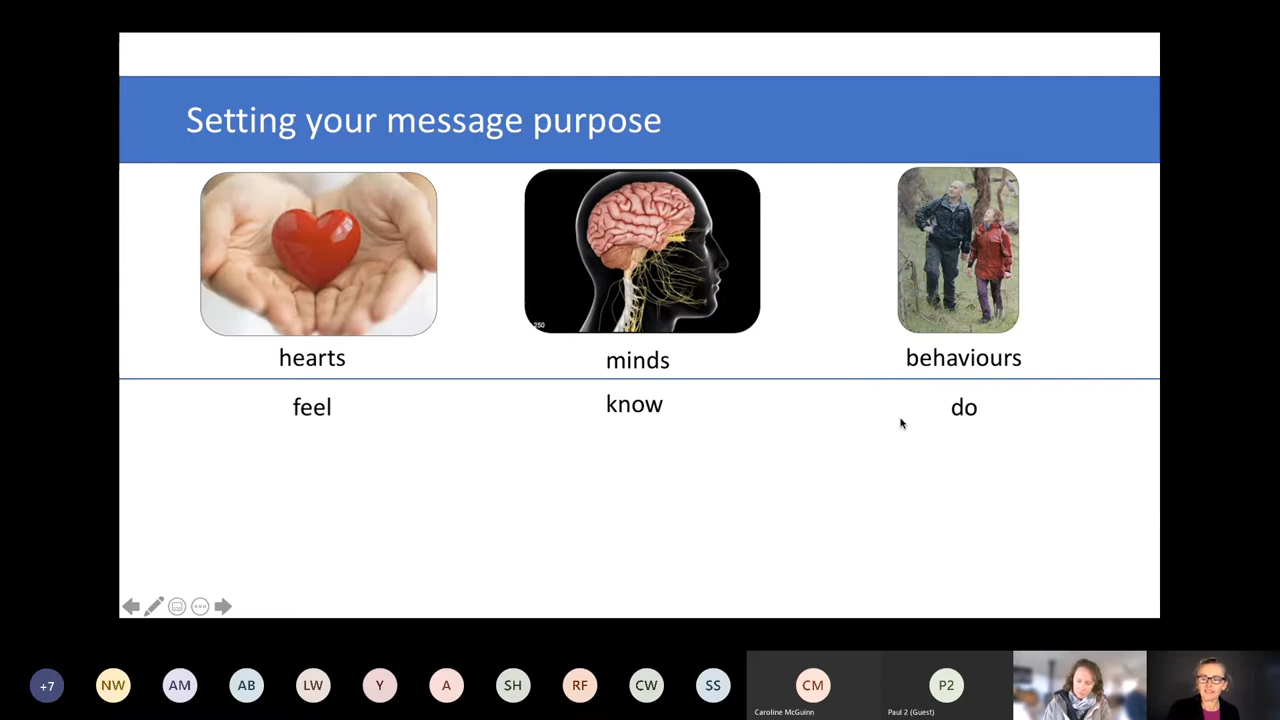 Setting your message purpose
250
hearts
minds
behaviours
feel
know
do
+7
NW
AM
AB
LW
Y
A
SH
RF
CW
SS
CM
P2
Caroline McGuinn
Paul 2 (Guest)